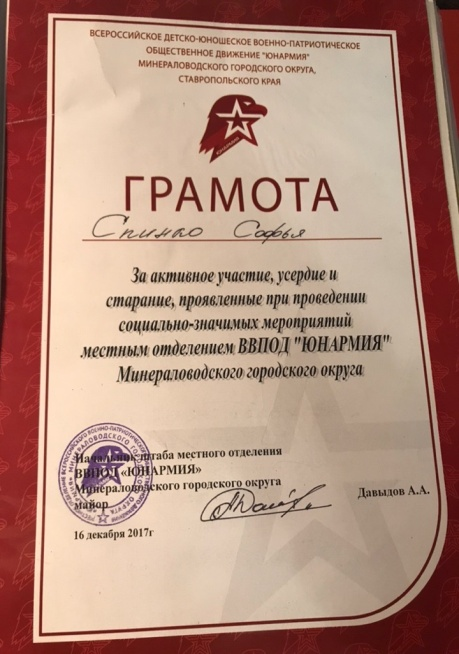 ВСЕРОССИЙСКОЕ ДЕТСКО-ЮНОШЕСКОЕ ВОЕННО-ПАТРИОТИЧЕСКОЕ
ОБЩЕСТВЕННОЕ ДВИЖЕНИЕ "ЮНАРМИЯ"
МИНЕРАЛОВОДСКОГО ГОРОДСКОГО ОКРУГА,
СТАВРОПОЛЬСКОГО КРАЯ
ЮНАРМИЯ
ГРАМОТА
Спинко Софья
За активное участие, усердие и
старание, проявленные при проведении
социально-значимых мероприятий
местным отделением ВВПОД "ЮНАРМИЯ"
Минераловодского городского округа
Начальник штаба местного отделения
ВВПОД «ЮНАРМИЯ»
Минераловодского городского округа
майор
Давыдов А.А.
16 декабря 2017г